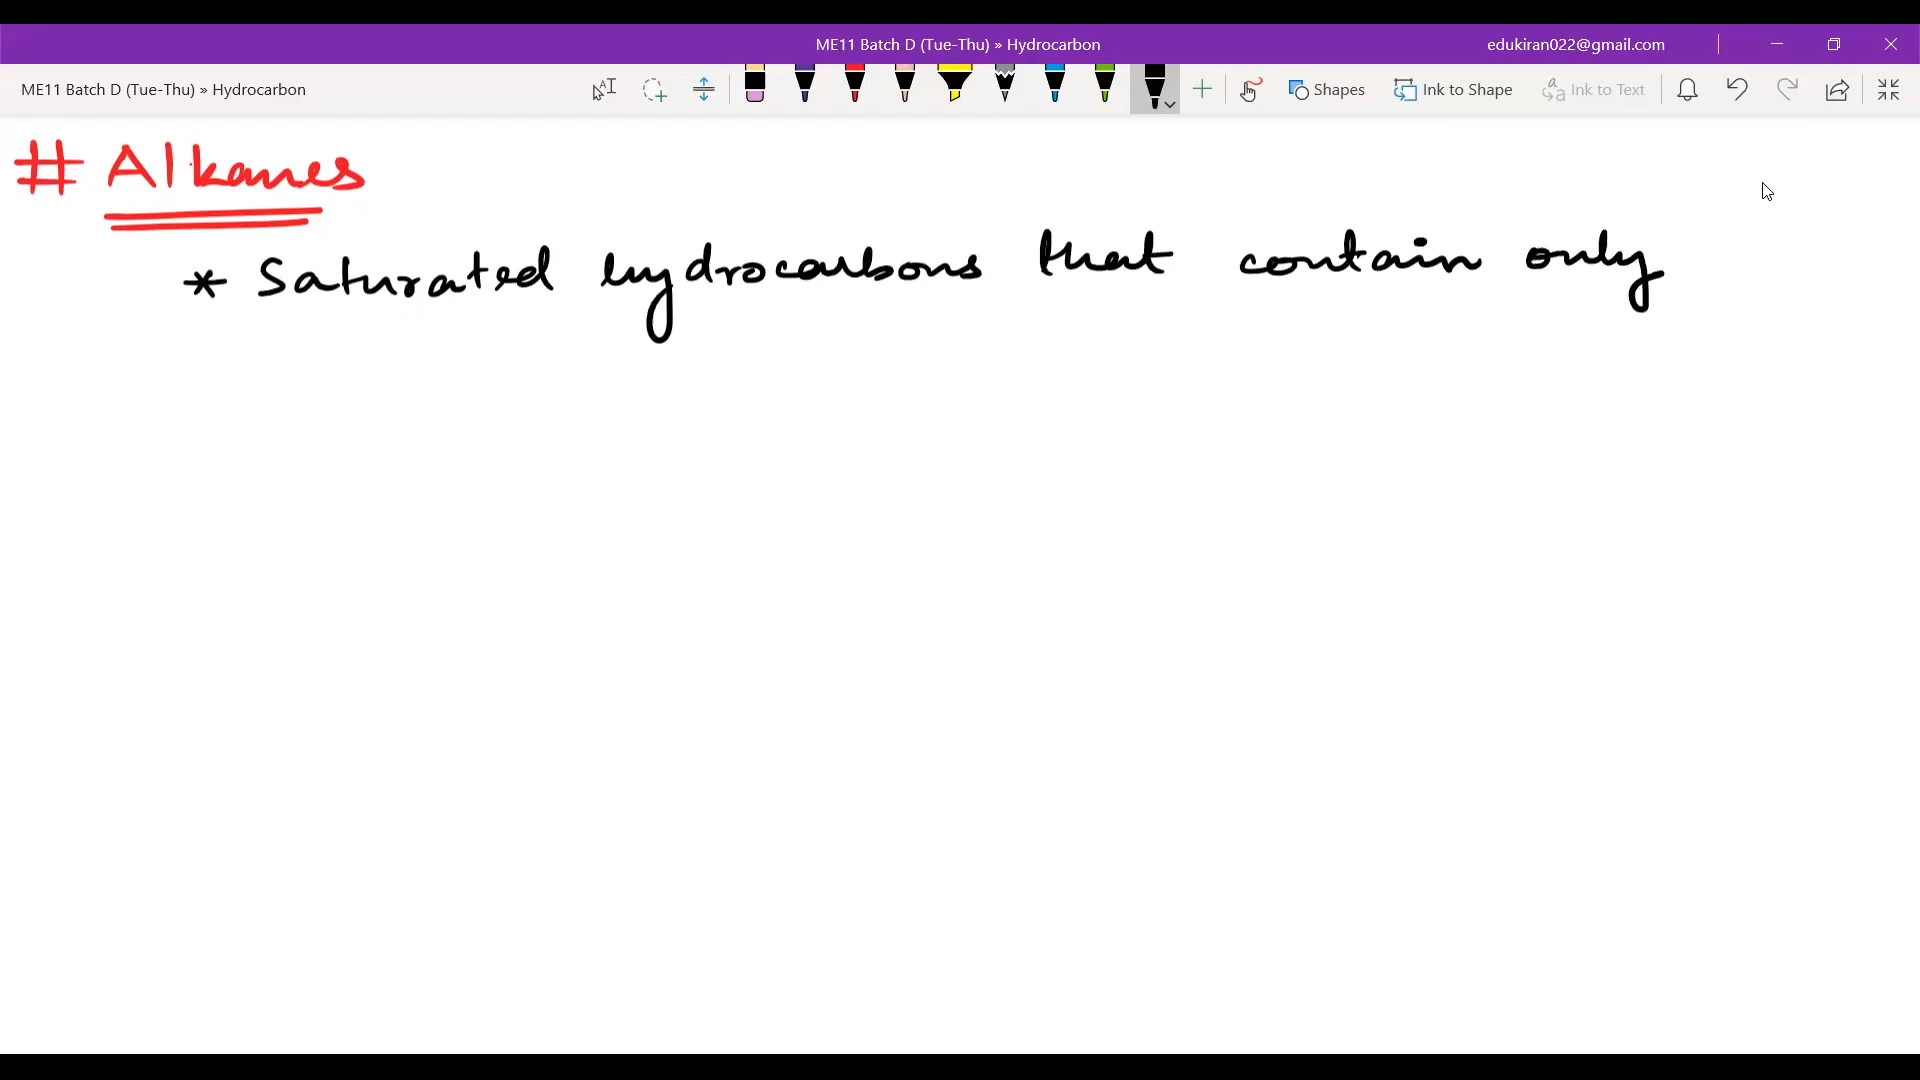 ME11 Batch D (Tue-Thu) » Hydrocarbon
edukiran022@gmail.com
ME11 Batch D (Tue-Thu) » Hydrocarbon
Shapes
Ink to Shape
Ink to Text
# Alkanes
* Saturated hydrocarbons that contain only